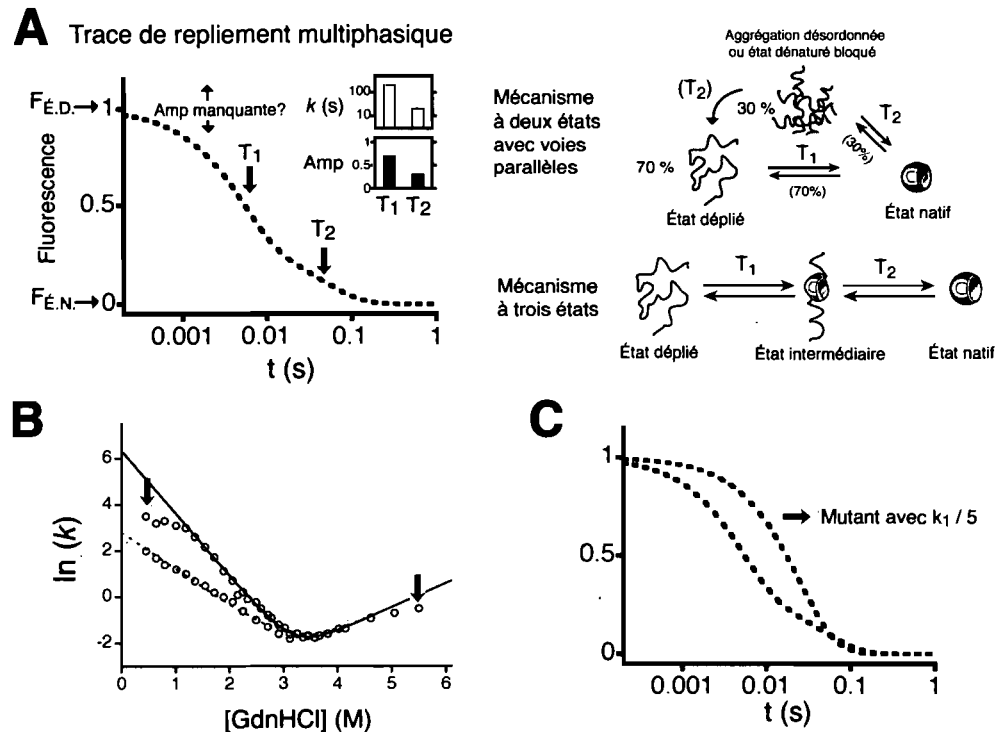 A Trace de repliement multiphasique
F É.D. → 1
Amp manquante?
T1
T2
0.5
F É.N. → 0
Fluorescence
0.001 0.01 0.1 1
t (s)
k (s)
100
10
Amp
1
0.5
0
T1 T2
Aggrégation désordonnée
ou état dénaturé bloqué
Mécanisme
à deux états
avec voies
parallèles
(T2)
30 %
T2
(30%)
70 %
T1
(70%)
État déplié
État natif
Mécanisme
à trois états
T1
T2
État déplié
État intermédiaire
État natif
B
ln (k)
6
4
2
0
-2
0 1 2 3 4 5 6
[GdnHCl] (M)
C
1
Mutant avec k1 / 5
0.5
0
0.001 0.01 0.1 1
t (s)